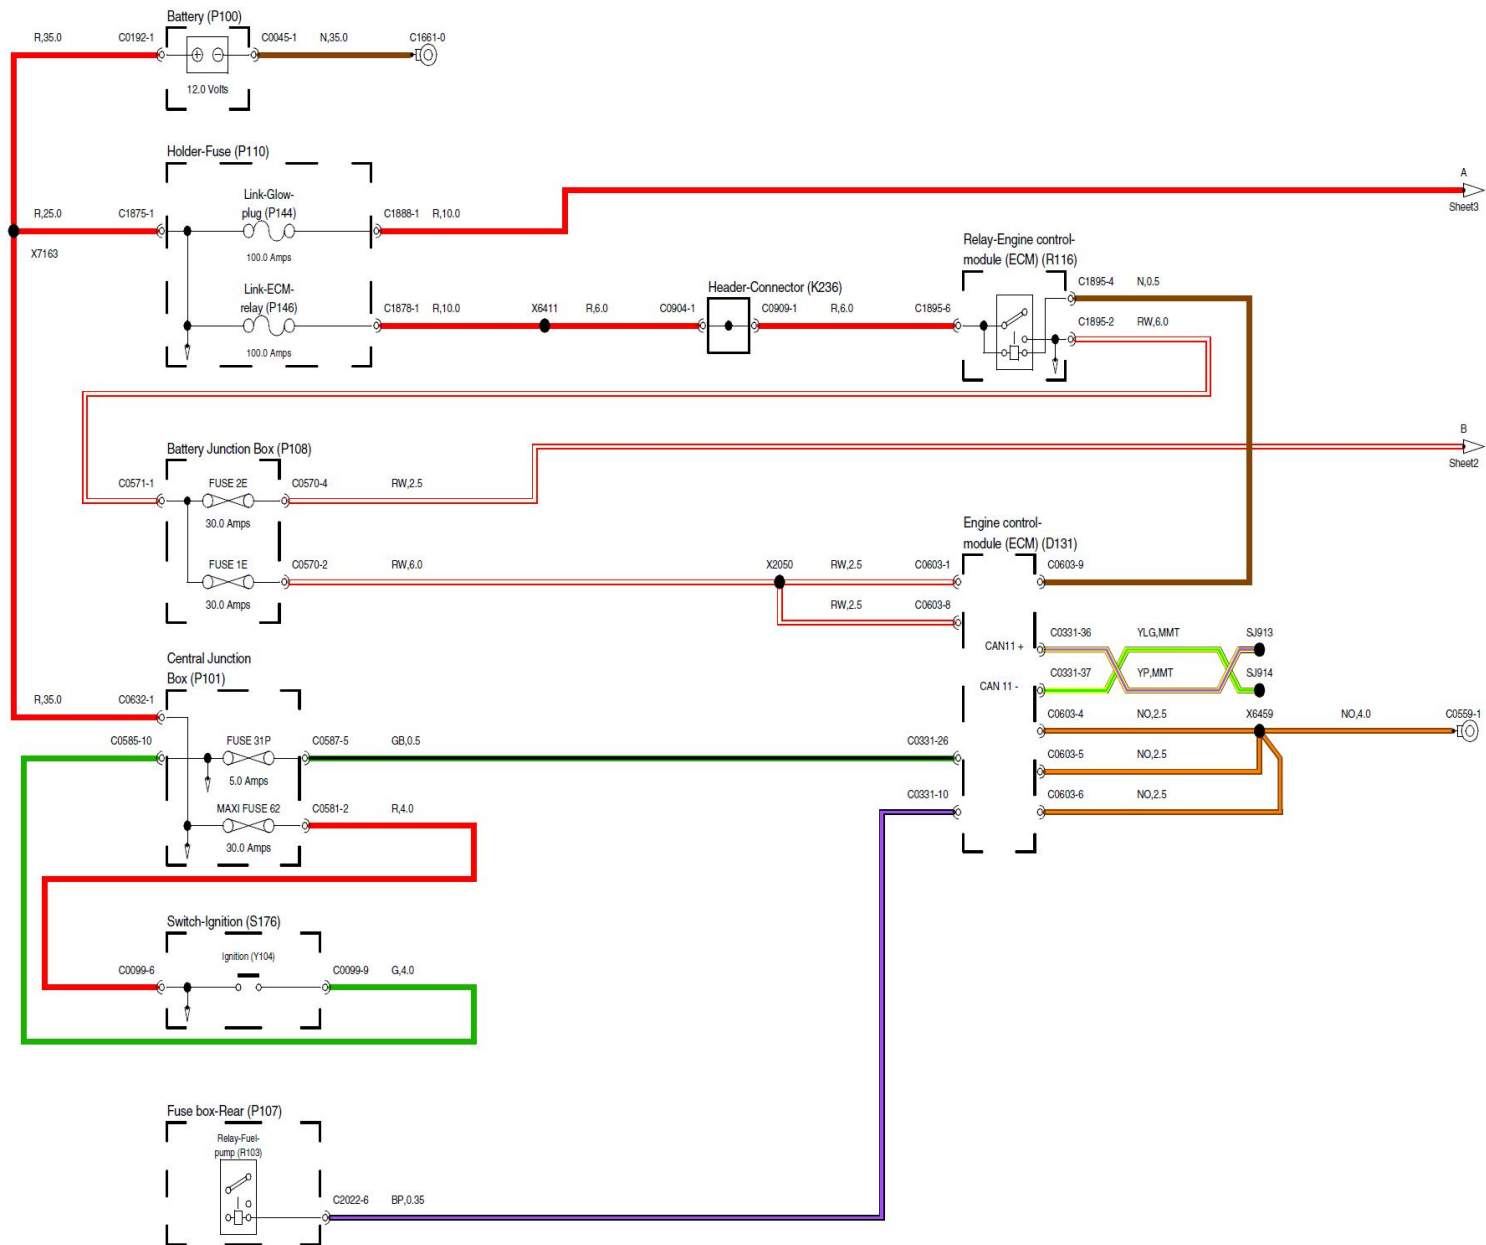 Battery (P100)
R,35.0
C0192-1
C0045-1
N,35.0
C1661-0
12.0 Volts
Holder-Fuse (P110)
A
Link-Glow-
plug (P144)
Sheet3
R,25.0
C1875-1
C1888-1
R,10.0
X7163
100.0 Amps
Relay-Engine control-
module (ECM) (R116)
Link-ECM-
relay (P146)
Header-Connector (K236)
C1895-4
N,0.5
C1878-1
R,10.0
X6411
R,6.0
C0904-1
C0909-1
R,6.0
C1895-6
C1895-2
RW,6.0
100.0 Amps
B
Battery Junction Box (P108)
Sheet2
C0571-1
FUSE 2E
C0570-4
RW,2.5
30.0 Amps
Engine control-
module (ECM) (D131)
FUSE 1E
C0570-2
RW,6.0
X2050
RW,2.5
C0603-1
C0603-9
30.0 Amps
RW,2.5
C0603-8
CAN11 +
C0331-36
YLG,MMT
SJ913
Central Junction
Box (P101)
CAN 11 -
C0331-37
YP,MMT
SJ914
R,35.0
C0632-1
C0603-4
NO,2.5
X6459
NO,4.0
C0559-1
C0585-10
FUSE 31P
C0587-5
GB,0.5
C0331-26
C0603-5
NO,2.5
5.0 Amps
MAXI FUSE 62
C0581-2
R,4.0
C0331-10
C0603-6
NO,2.5
30.0 Amps
Switch-Ignition (S176)
Ignition (Y104)
C0099-6
C0099-9
G,4.0
Fuse box-Rear (P107)
Relay-Fuel-
pump (R103)
C2022-6
BP,0.35